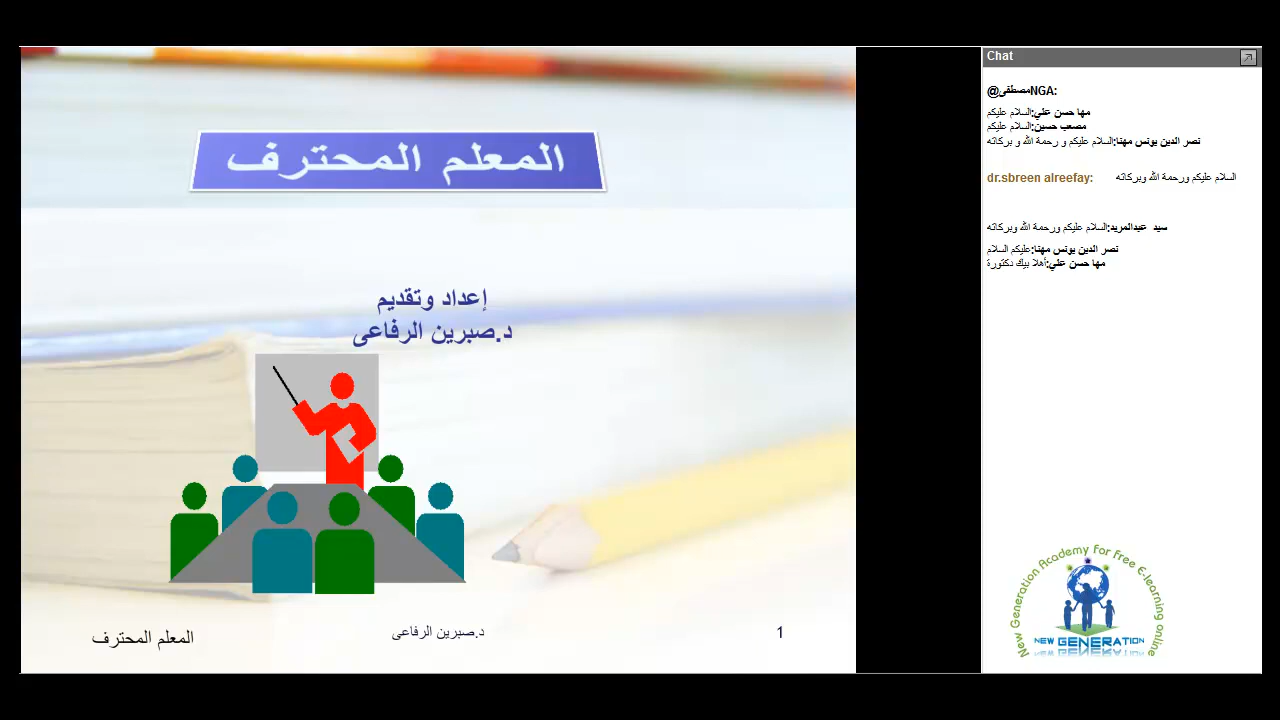 المعلم المحترف
إعداد وتقديم
د.صبرين الرفاعى
المعلم المحترف
د.صبرين الرفاعى
1
Chat
@مصطفىNGA:
مها حسن علي:السلام عليكم
مصعب حسين:السلام عليكم
نصر الدين يونس مهنا:السلام عليكم و رحمة الله و بركاته
dr.sbreen alreefay: السلام عليكم ورحمة الله وبركاته
سيد عبدالمريد:السلام عليكم ورحمة الله وبركاته
نصر الدين يونس مهنا:عليكم السلام
مها حسن علي:أهلا بيك دكتورة
New Generation Academy For Free E-learning online
NEW GENERATION